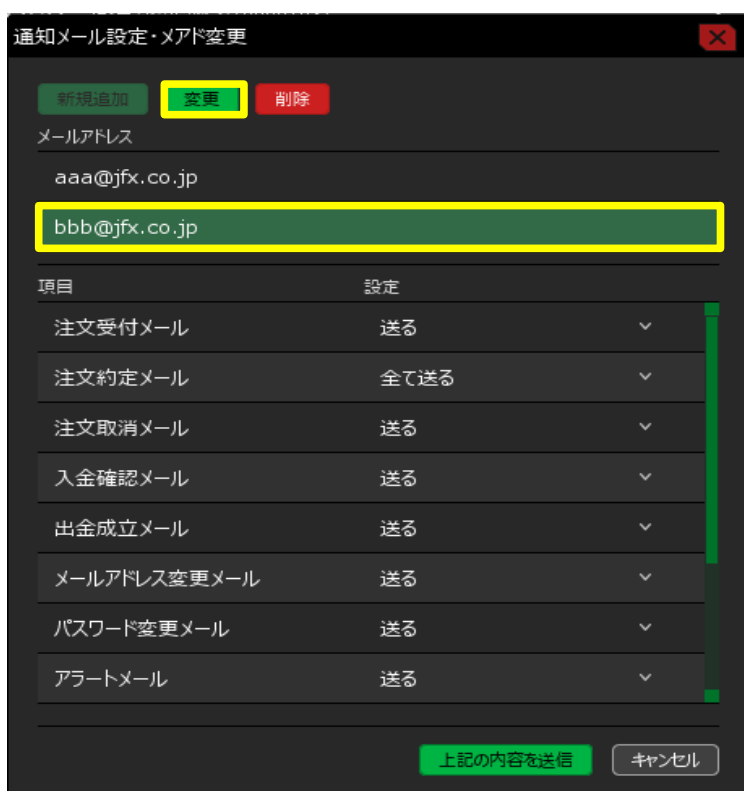 通知メール設定・メアド変更
新規追加 変更 削除
メールアドレス
aaa@jfx.co.jp
bbb@jfx.co.jp
項目 設定
注文受付メール 送る
注文約定メール 全て送る
注文取消メール 送る
入金確認メール 送る
出金成立メール 送る
メールアドレス変更メール 送る
パスワード変更メール 送る
アラートメール 送る
上記の内容を送信 キャンセル